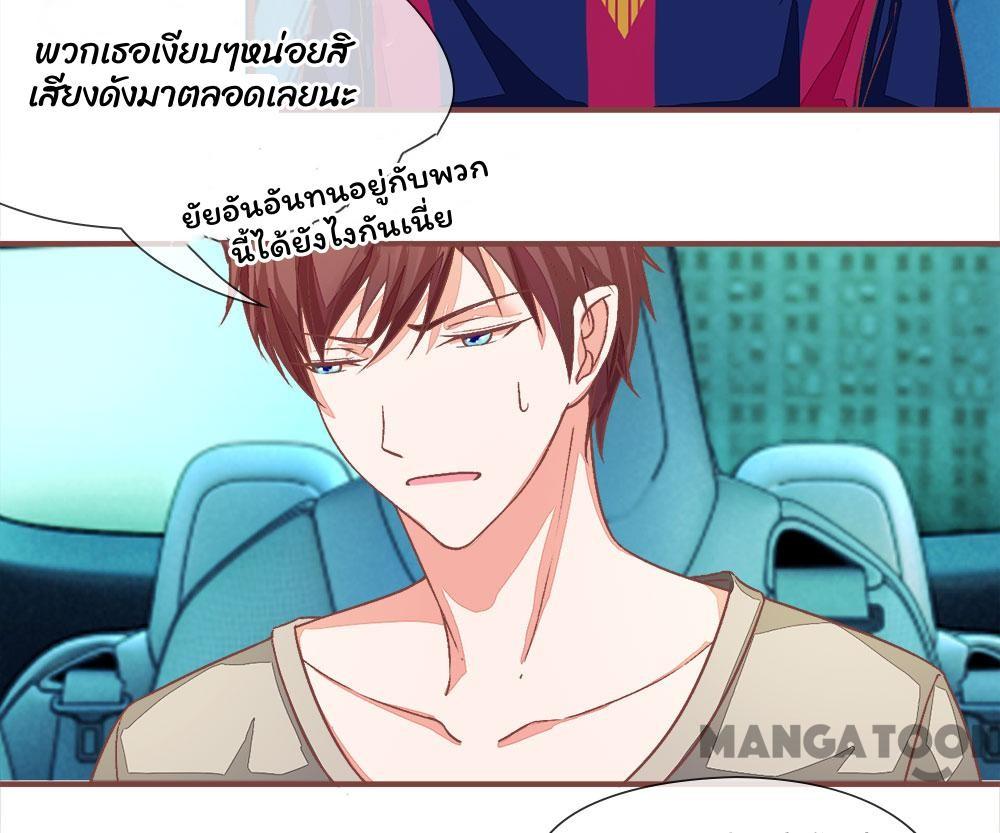 พวกเธอเงียบๆหน่อยสิ
เสียงดังมาตลอดเลยนะ
ยัยอันอันทนอยู่กับพวก
นี้ได้ยังไงกันเนี่ย
MANGATOON